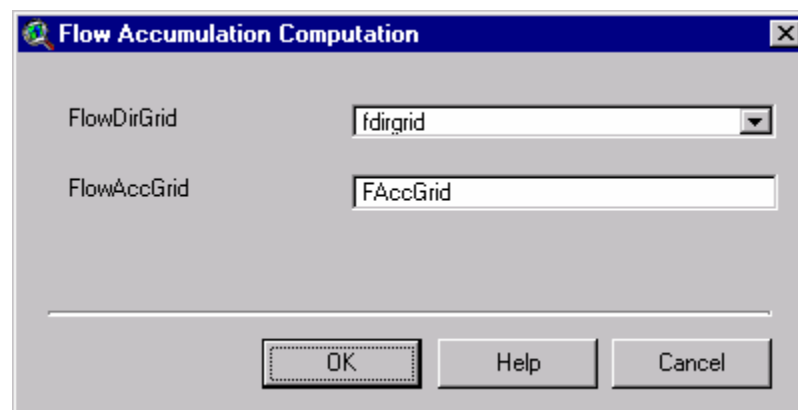 Flow Accumulation Computation
FlowDirGrid fdirgrid
FlowAccGrid FAccGrid
OK Help Cancel